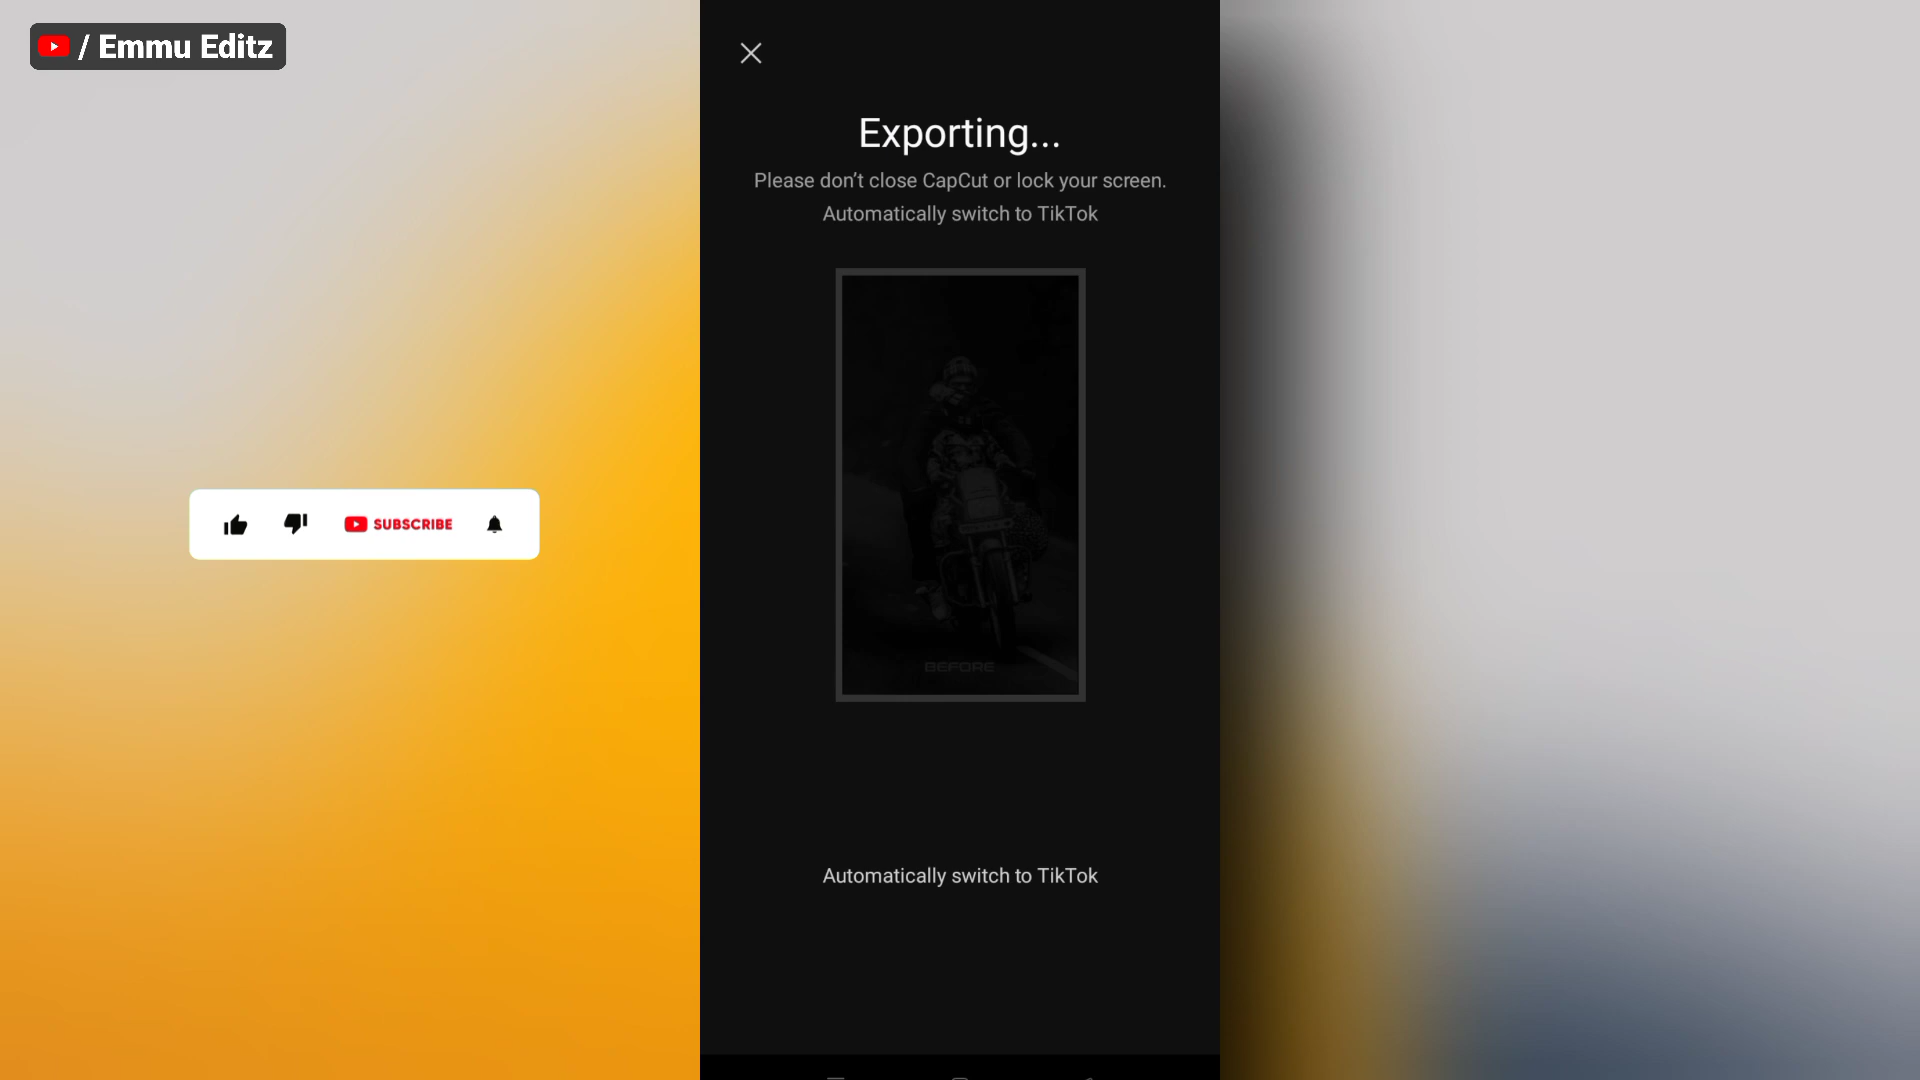 / Emmu Editz
Exporting...
Please don’t close CapCut or lock your screen.
Automatically switch to TikTok
SUBSCRIBE
BEFORE
Automatically switch to TikTok